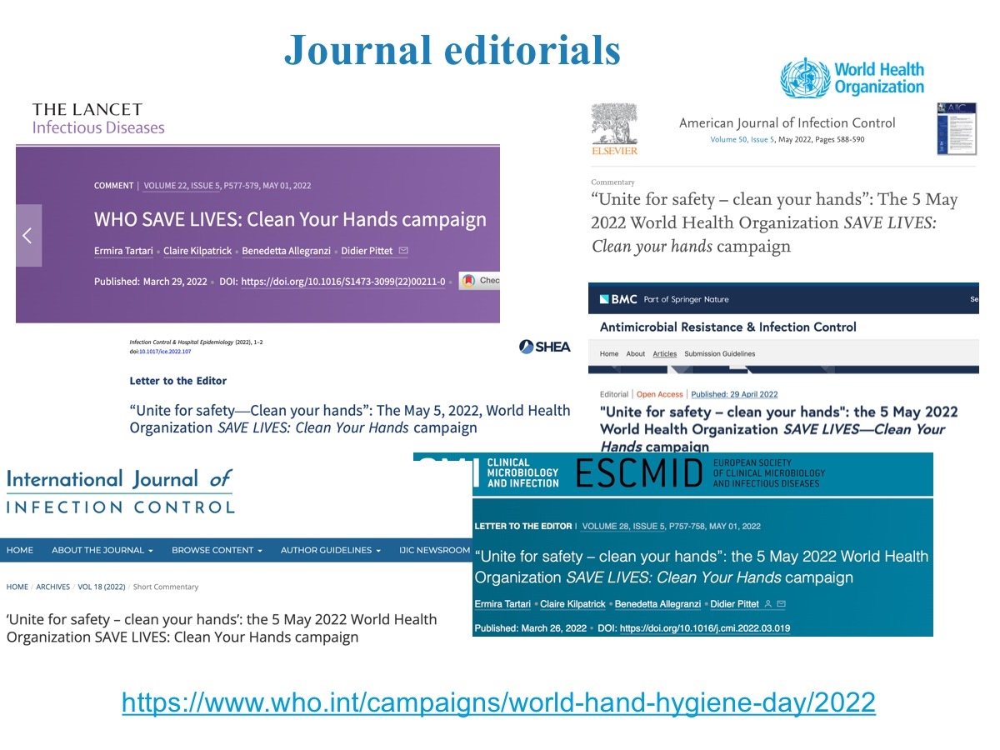 Journal editorials
World Health
Organization
THE LANCET
Infectious Diseases
COMMENT | VOLUME 22, ISSUE 5, P577-579, MAY 01, 2022
WHO SAVE LIVES: Clean Your Hands campaign
Ermira Tartari • Claire Kilpatrick • Benedetta Allegranzi • Didier Pittet
Published: March 29, 2022 • DOI: https://doi.org/10.1016/S1473-3099(22)00211-0 •
Chec
ELSEVIER
American Journal of Infection Control
Volume 50, Issue 5, May 2022, Pages 588-590
AJIC
Commentary
“Unite for safety – clean your hands”: The 5 May
2022 World Health Organization SAVE LIVES:
Clean your hands campaign
BMC Part of Springer Nature
Se
Antimicrobial Resistance & Infection Control
Home About Articles Submission Guidelines
Editorial | Open Access | Published: 29 April 2022
"Unite for safety – clean your hands": the 5 May 2022
World Health Organization SAVE LIVES—Clean Your
Hands campaign
Infection Control & Hospital Epidemiology (2022), 1–2
doi:10.1017/ice.2022.107
SHEA
Letter to the Editor
“Unite for safety—Clean your hands”: The May 5, 2022, World Health
Organization SAVE LIVES: Clean Your Hands campaign
International Journal of
INFECTION CONTROL
HOME ABOUT THE JOURNAL BROWSE CONTENT AUTHOR GUIDELINES IJIC NEWSROOM
HOME / ARCHIVES / VOL 18 (2022) / Short Commentary
‘Unite for safety – clean your hands’: the 5 May 2022 World Health
Organization SAVE LIVES: Clean Your Hands campaign
CLINICAL
MICROBIOLOGY
AND INFECTION
ESCMID
EUROPEAN SOCIETY
OF CLINICAL MICROBIOLOGY
AND INFECTIOUS DISEASES
LETTER TO THE EDITOR | VOLUME 28, ISSUE 5, P757-758, MAY 01, 2022
“Unite for safety – clean your hands”: the 5 May 2022 World Health
Organization SAVE LIVES: Clean Your Hands campaign
Ermira Tartari • Claire Kilpatrick • Benedetta Allegranzi • Didier Pittet
Published: March 26, 2022 • DOI: https://doi.org/10.1016/j.cmi.2022.03.019
https://www.who.int/campaigns/world-hand-hygiene-day/2022